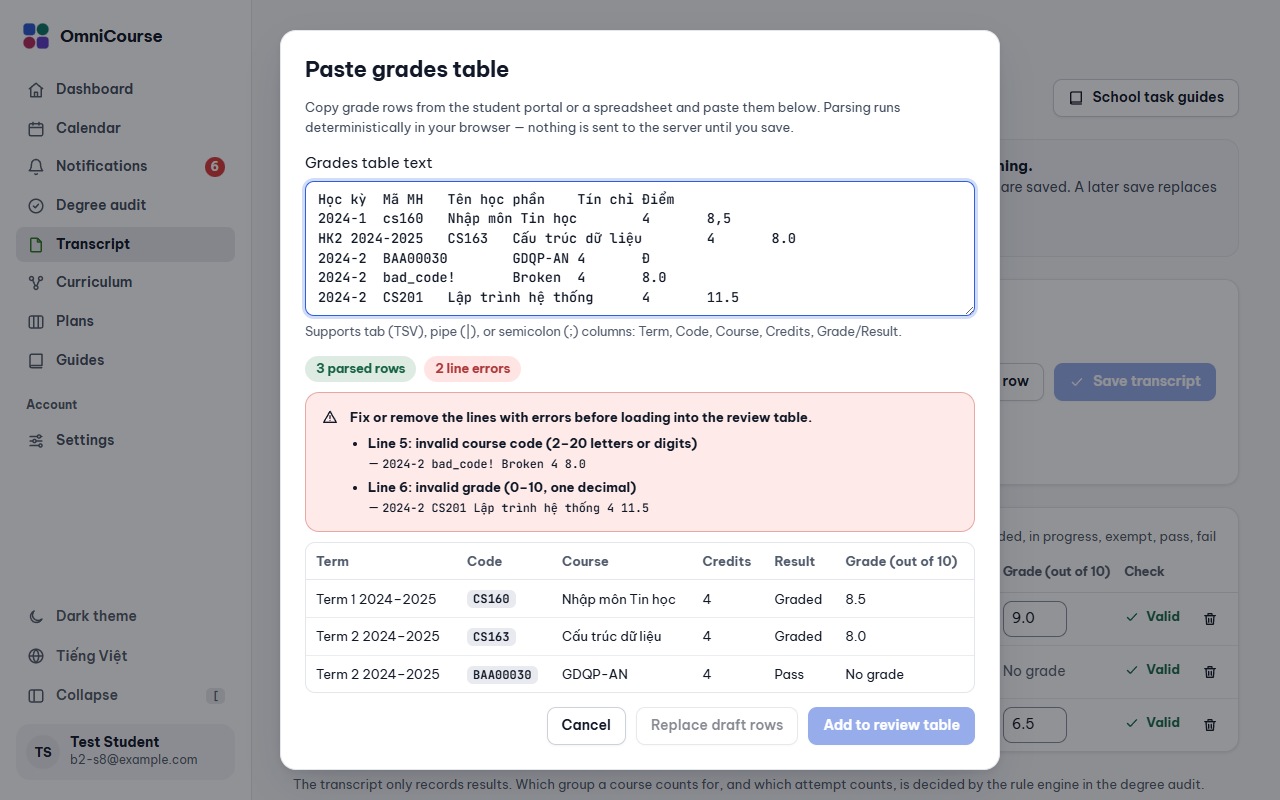 OmniCourse
Dashboard
Calendar
Notifications 6
Degree audit
Transcript
Curriculum
Plans
Guides
Account
Settings
Dark theme
Tiếng Việt
Collapse [
TS
Test Student
b2-s8@example.com
School task guides
ning.
are saved. A later save replaces
row
Save transcript
ded, in progress, exempt, pass, fail
Grade (out of 10) Check
9.0 Valid
No grade Valid
6.5 Valid
Paste grades table
Copy grade rows from the student portal or a spreadsheet and paste them below. Parsing runs
deterministically in your browser — nothing is sent to the server until you save.
Grades table text
Học kỳ Mã MH Tên học phần Tín chỉ Điểm
2024-1 cs160 Nhập môn Tin học 4 8,5
HK2 2024-2025 CS163 Cấu trúc dữ liệu 4 8.0
2024-2 BAA00030 GDQP-AN 4 Đ
2024-2 bad_code! Broken 4 8.0
2024-2 CS201 Lập trình hệ thống 4 11.5
Supports tab (TSV), pipe (|), or semicolon (;) columns: Term, Code, Course, Credits, Grade/Result.
3 parsed rows 2 line errors
Fix or remove the lines with errors before loading into the review table.
• Line 5: invalid course code (2–20 letters or digits)
— 2024-2 bad_code! Broken 4 8.0
• Line 6: invalid grade (0–10, one decimal)
— 2024-2 CS201 Lập trình hệ thống 4 11.5
Term Code Course Credits Result Grade (out of 10)
Term 1 2024–2025 CS160 Nhập môn Tin học 4 Graded 8.5
Term 2 2024–2025 CS163 Cấu trúc dữ liệu 4 Graded 8.0
Term 2 2024–2025 BAA00030 GDQP-AN 4 Pass No grade
Cancel Replace draft rows Add to review table
The transcript only records results. Which group a course counts for, and which attempt counts, is decided by the rule engine in the degree audit.